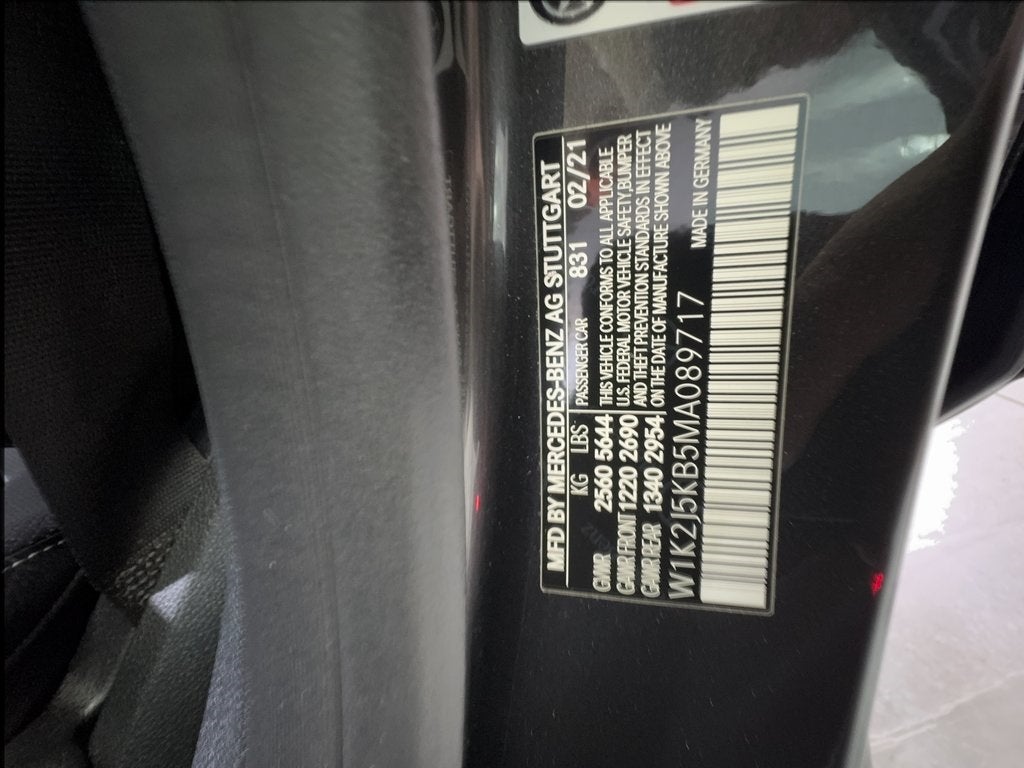 MFD BY MERCEDES-BENZ AG STUTTGART
KG LBS PASSENGER CAR 831 02/21
GVWR 2560 5644 THIS VEHICLE CONFORMS TO ALL APPLICABLE
GAWR FRONT 1220 2690 U.S. FEDERAL MOTOR VEHICLE SAFETY, BUMPER
GAWR REAR 1340 2954 AND THEFT PREVENTION STANDARDS IN EFFECT
ON THE DATE OF MANUFACTURE SHOWN ABOVE
W1K2J5KB5MA089717 MADE IN GERMANY